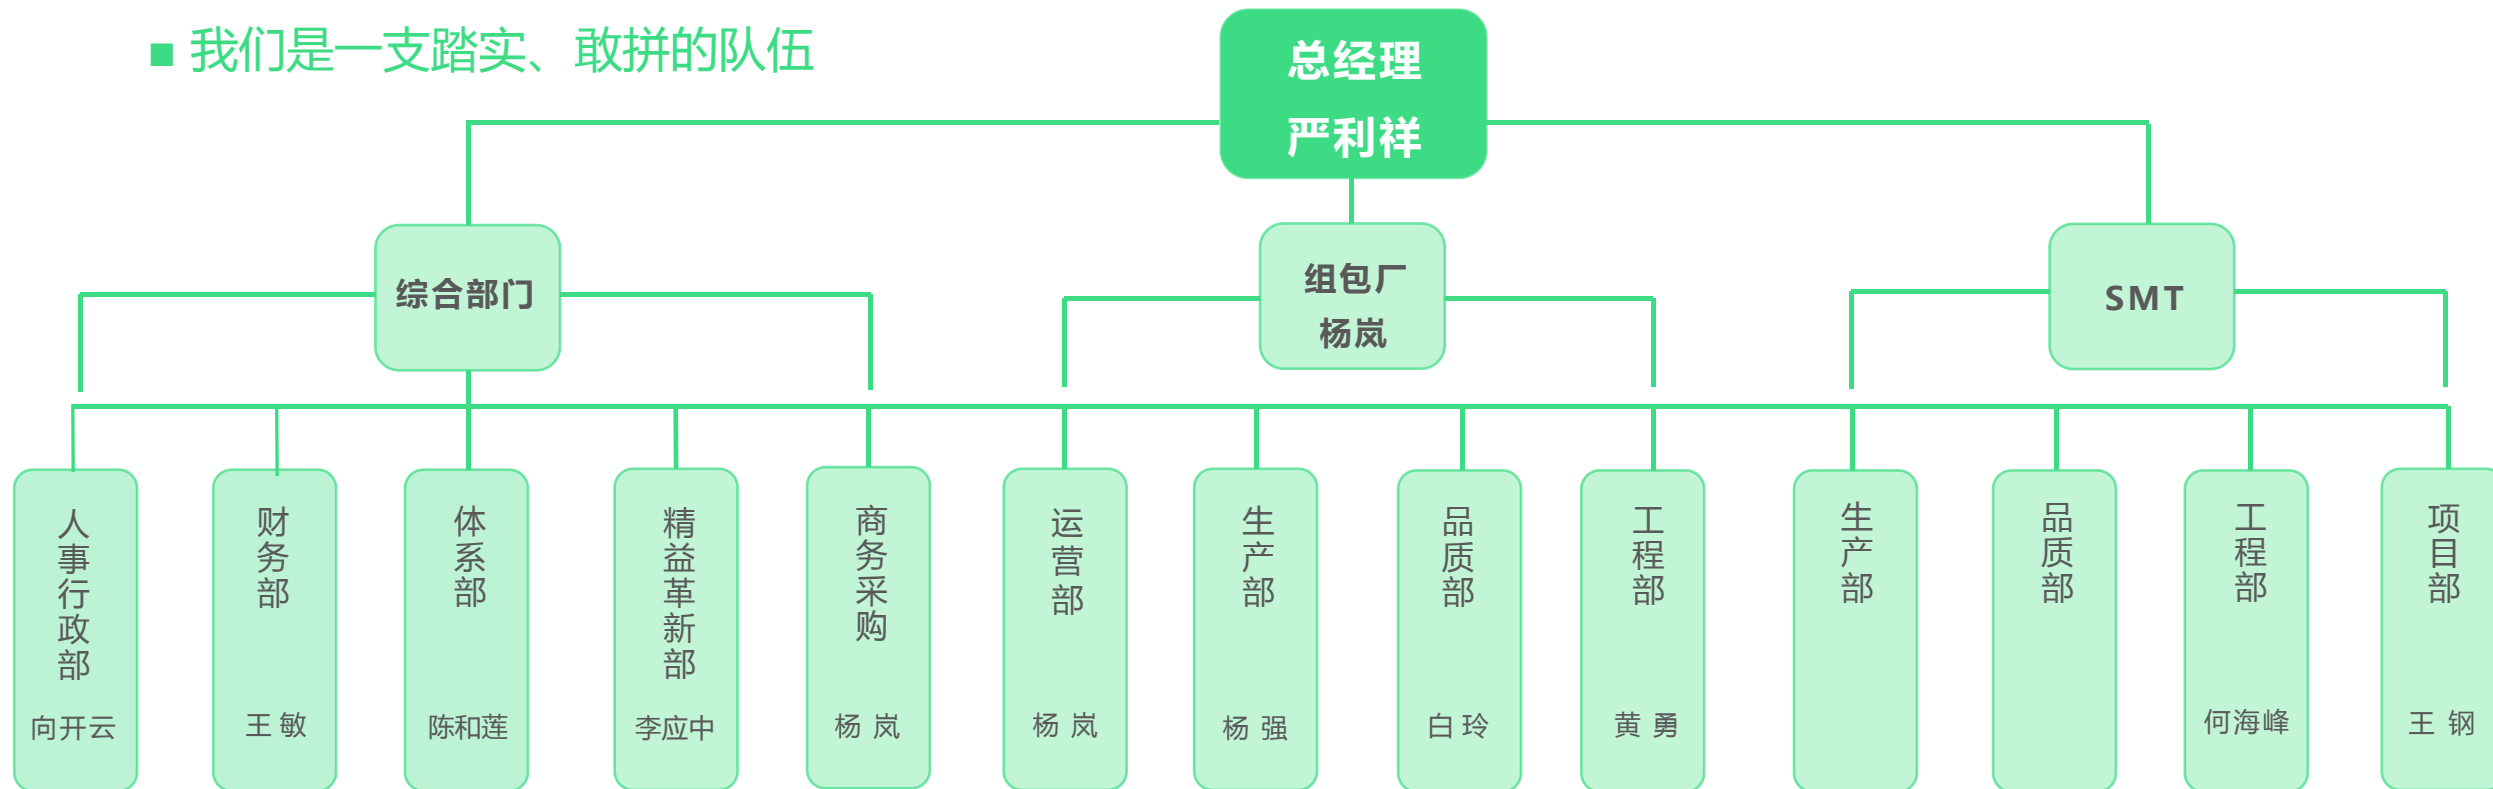 ■ 我们是一支踏实、敢拼的队伍
总经理
严利祥
综合部门
组包厂
杨岚
SMT
人事行政部
向开云
财务部
王 敏
体系部
陈和莲
精益革新部
李应中
商务采购
杨 岚
运营部
杨 岚
生产部
杨 强
品质部
白 玲
工程部
黄 勇
生产部
品质部
工程部
何海峰
项目部
王 钢